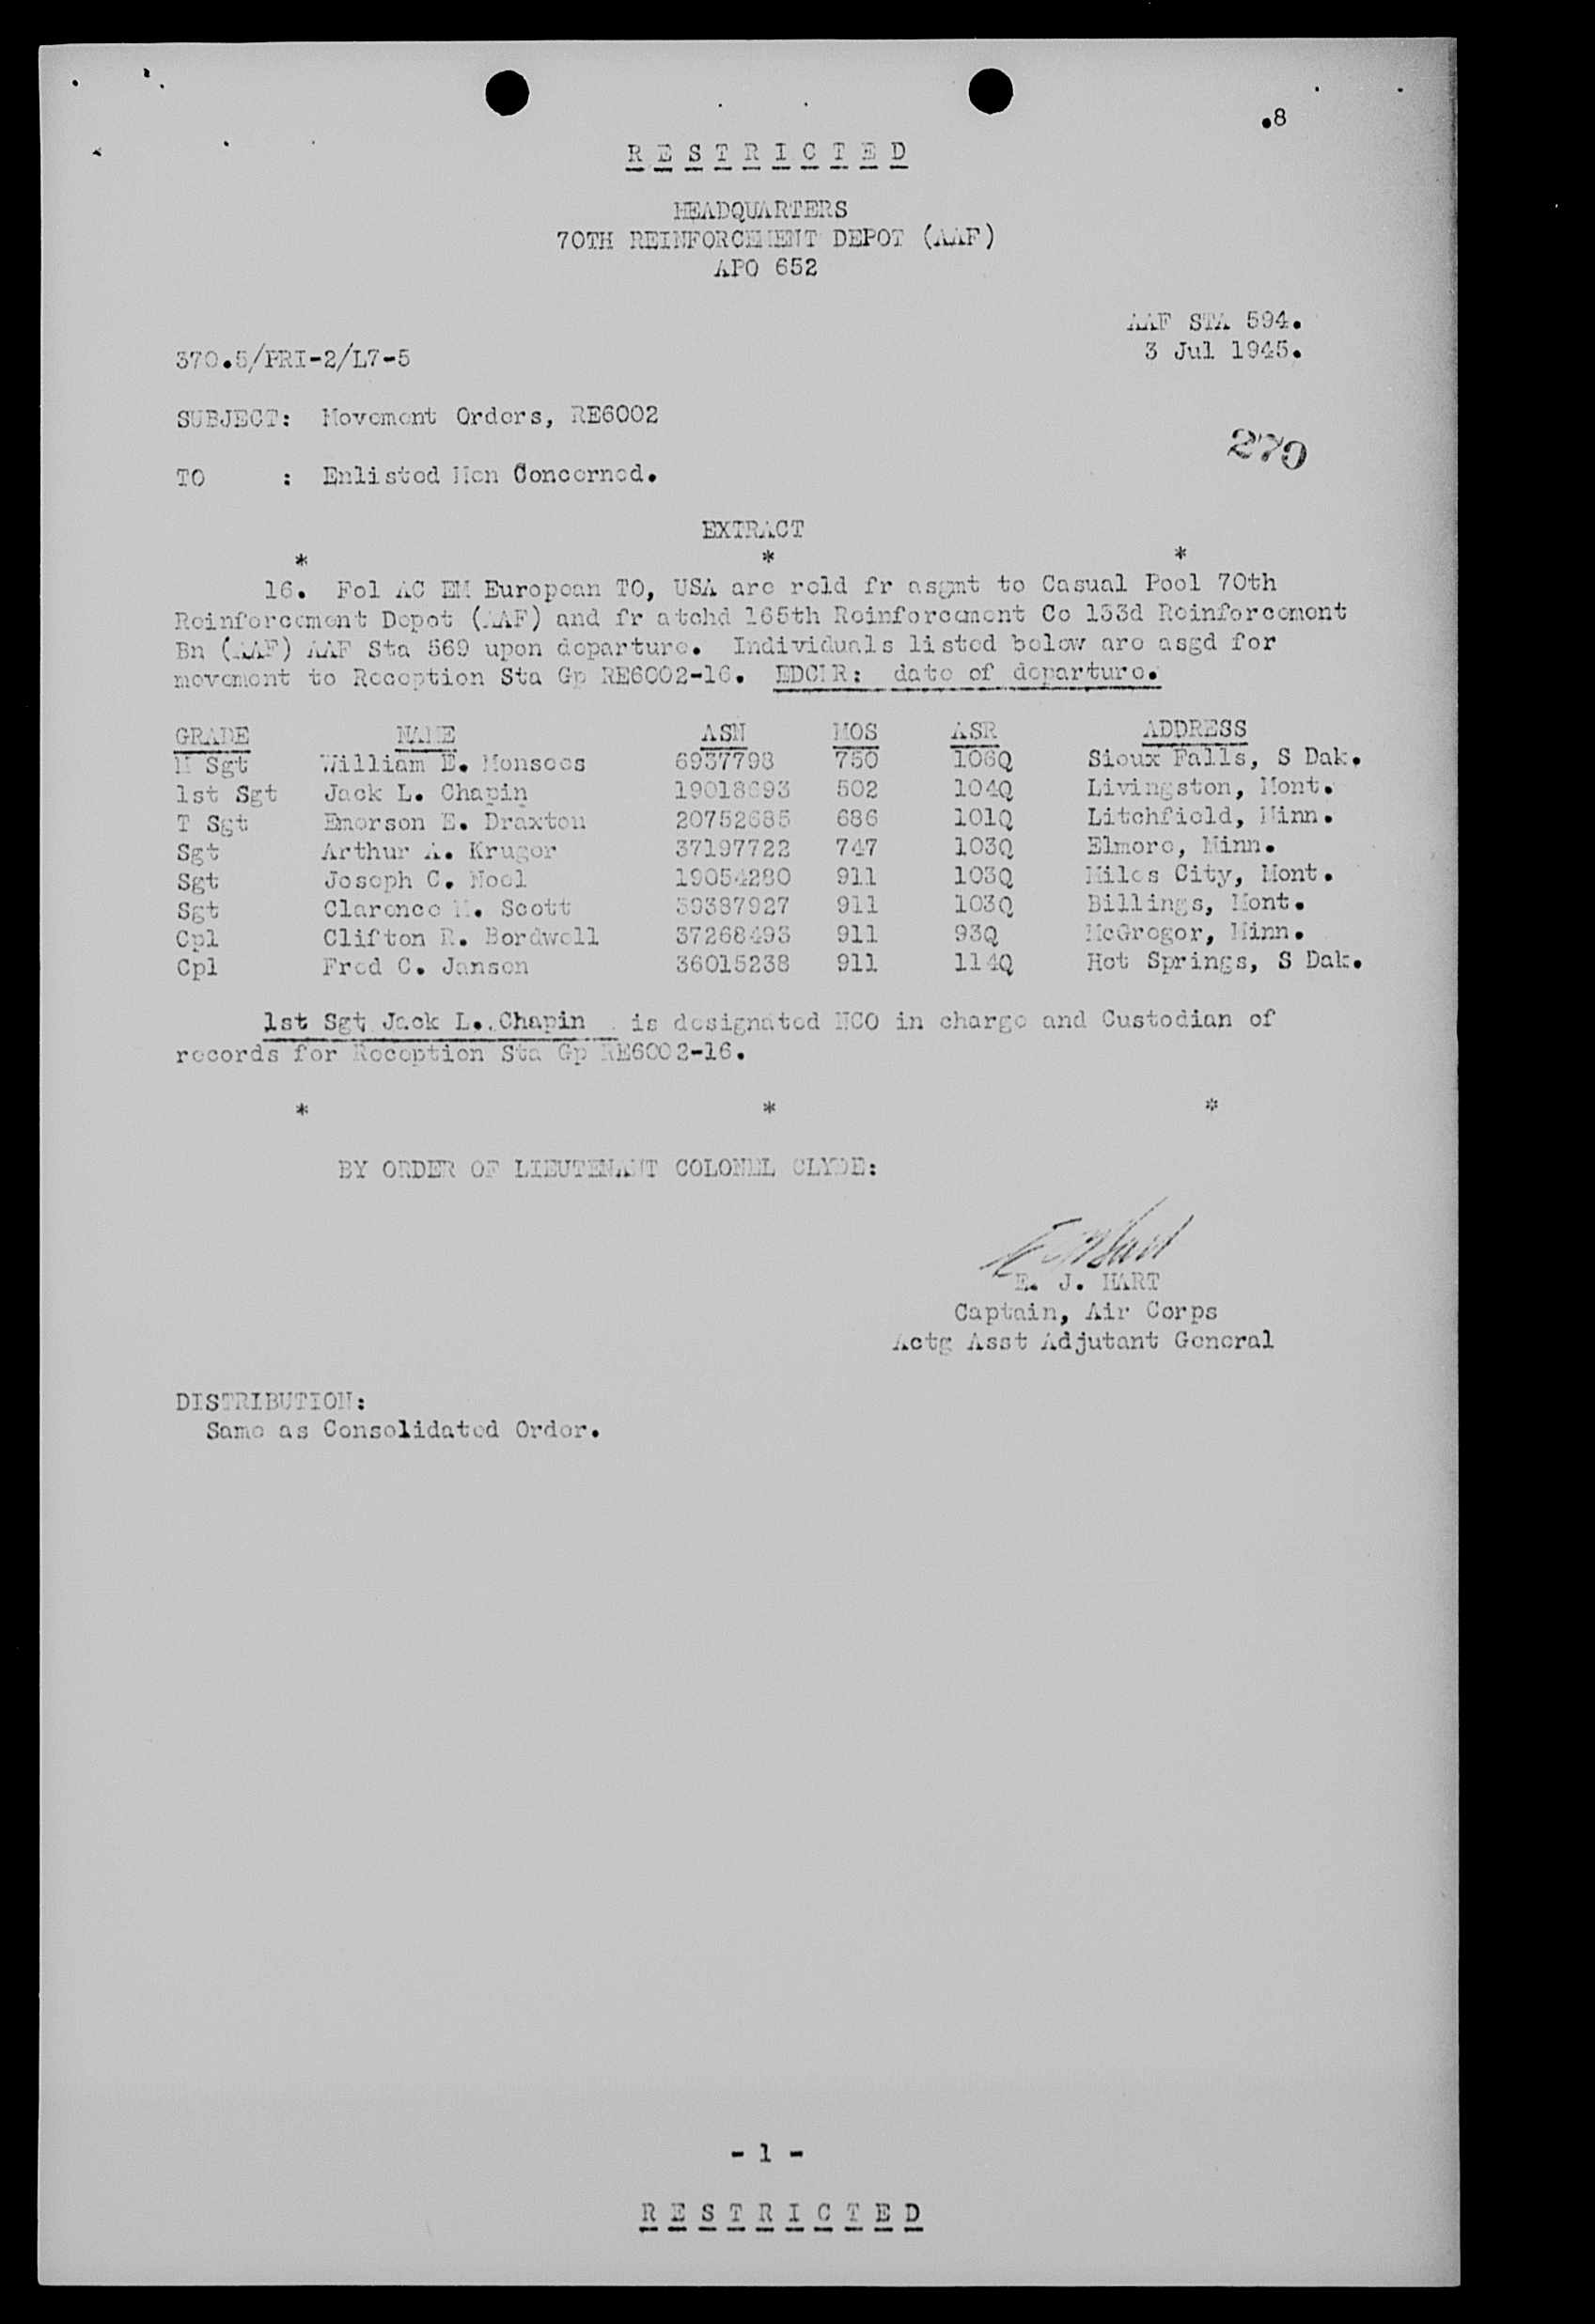 .8
R E S T R I C T E D
HEADQUARTERS
70TH REINFORCEMENT DEPOT (AAF)
APO 652
AAF STA 594.
370.5/PRI-2/L7-5
3 Jul 1945.
SUBJECT: Movement Orders, RE6002
270
TO : Enlisted Men Concerned.
EXTRACT
* * *
16. Fol AC EM European TO, USA are reld fr asgmt to Casual Pool 70th
Reinforcement Depot (AAF) and fr atchd 165th Reinforcement Co 133d Reinforcement
Bn (AAF) AAF Sta 569 upon departure. Individuals listed below are asgd for
movement to Reception Sta Gp RE6002-16. EDCMR: date of departure.
GRADE NAME ASN MOS ASR ADDRESS
M Sgt William E. Monsees 6937798 750 106Q Sioux Falls, S Dak.
1st Sgt Jack L. Chapin 19018693 502 104Q Livingston, Mont.
T Sgt Emerson E. Draxten 20752685 686 101Q Litchfield, Minn.
Sgt Arthur A. Kruger 37197722 747 103Q Elmore, Minn.
Sgt Joseph C. Noel 19054280 911 103Q Miles City, Mont.
Sgt Clarence M. Scott 39387927 911 103Q Billings, Mont.
Cpl Clifton R. Bordwell 37268493 911 93Q McGregor, Minn.
Cpl Fred C. Jansen 36015238 911 114Q Hot Springs, S Dak.
1st Sgt Jack L. Chapin is designated NCO in charge and Custodian of
records for Reception Sta Gp RE6002-16.
* * *
BY ORDER OF LIEUTENANT COLONEL CLYDE:
E. J. HART
Captain, Air Corps
Actg Asst Adjutant General
DISTRIBUTION:
Same as Consolidated Order.
- 1 -
R E S T R I C T E D